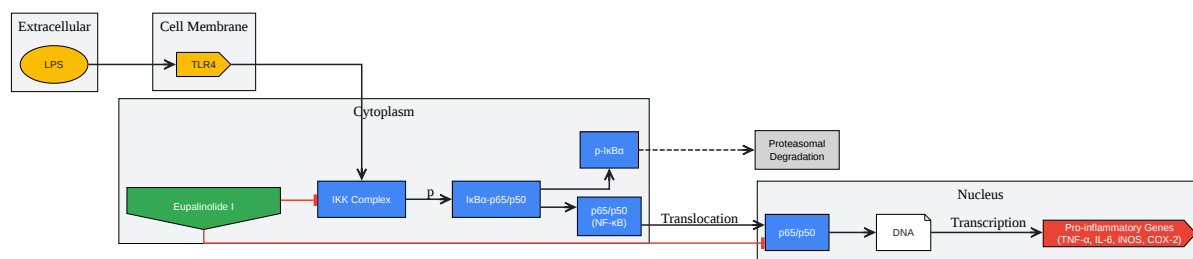 Extracellular
LPS
Cell Membrane
TLR4
Cytoplasm
Eupalinolide I
IKK Complex
p
IκBα-p65/p50
p-IκBα
p65/p50
(NF-κB)
Proteasomal
Degradation
Translocation
Nucleus
p65/p50
DNA
Transcription
Pro-inflammatory Genes
(TNF-α, IL-6, iNOS, COX-2)